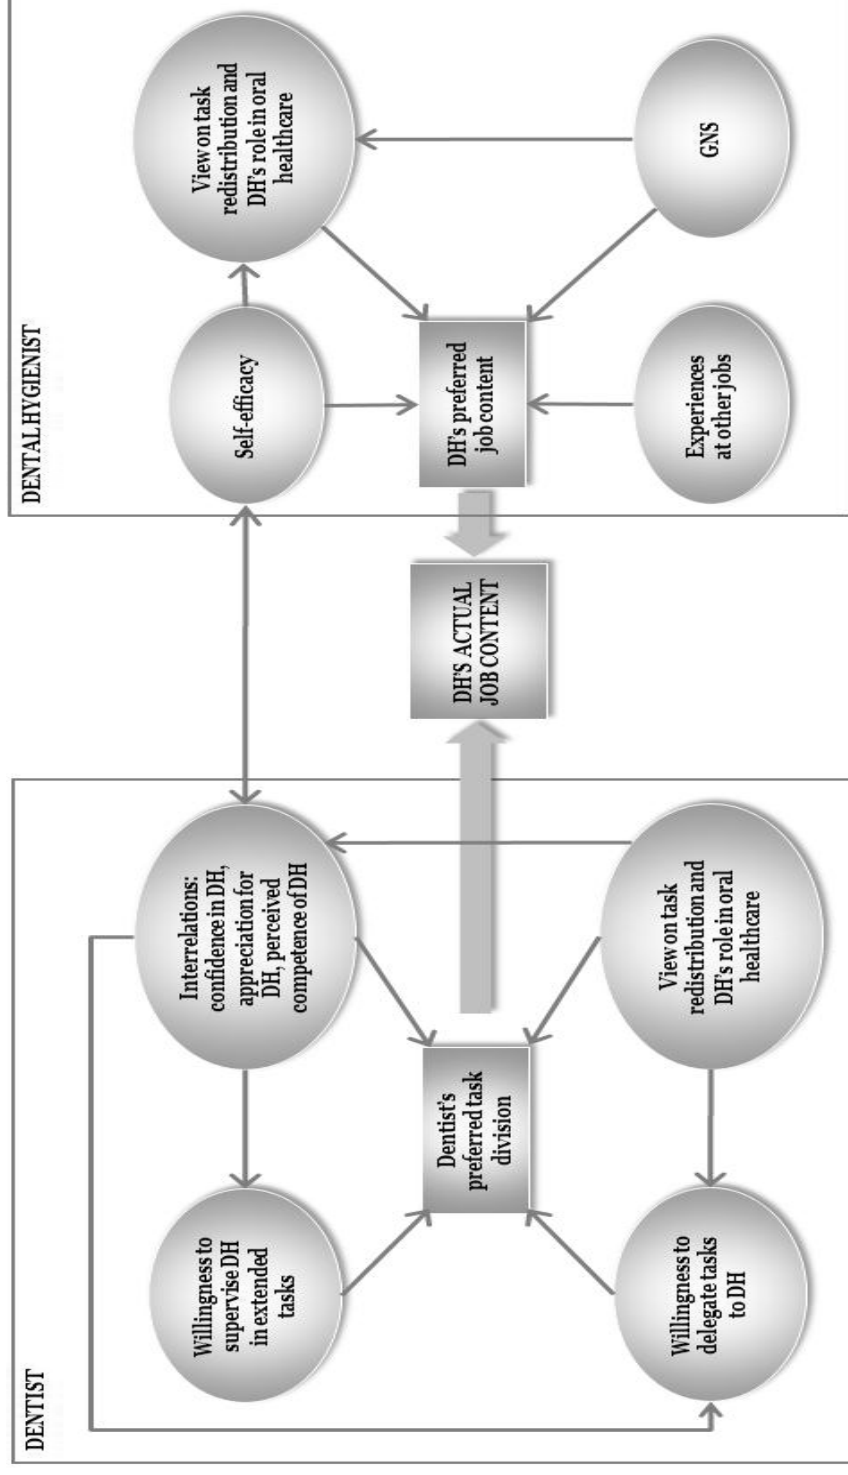 DENTIST
Willingness to
supervise DH
in extended
tasks
Interrelations:
confidence in DH,
appreciation for
DH, perceived
competence of DH
Dentist's
preferred task
division
Willingness to
delegate tasks
to DH
View on task
redistribution and
DH's role in oral
healthcare
DH'S ACTUAL
JOB CONTENT
DENTAL HYGIENIST
Self-efficacy
View on task
redistribution and
DH's role in oral
healthcare
DH's preferred
job content
Experiences
at other jobs
GNS